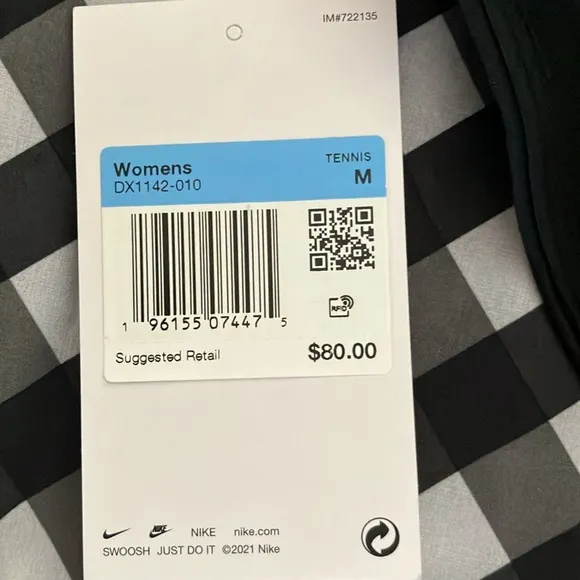 IM#722135
Womens TENNIS
DX1142-010 M
RFID
1 96155 07447 5
Suggested Retail $80.00
NIKE nike.com
SWOOSH JUST DO IT ©2021 Nike